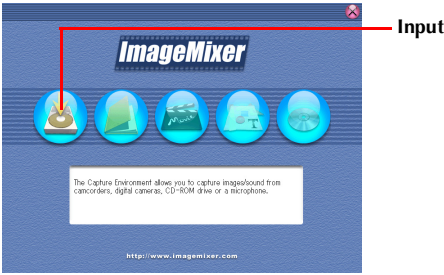 Input
ImageMixer
Movie
T
The Capture Environment allows you to capture images/sound from
camcorders, digital cameras, CD-ROM drive or a microphone.
http://www.imagemixer.com